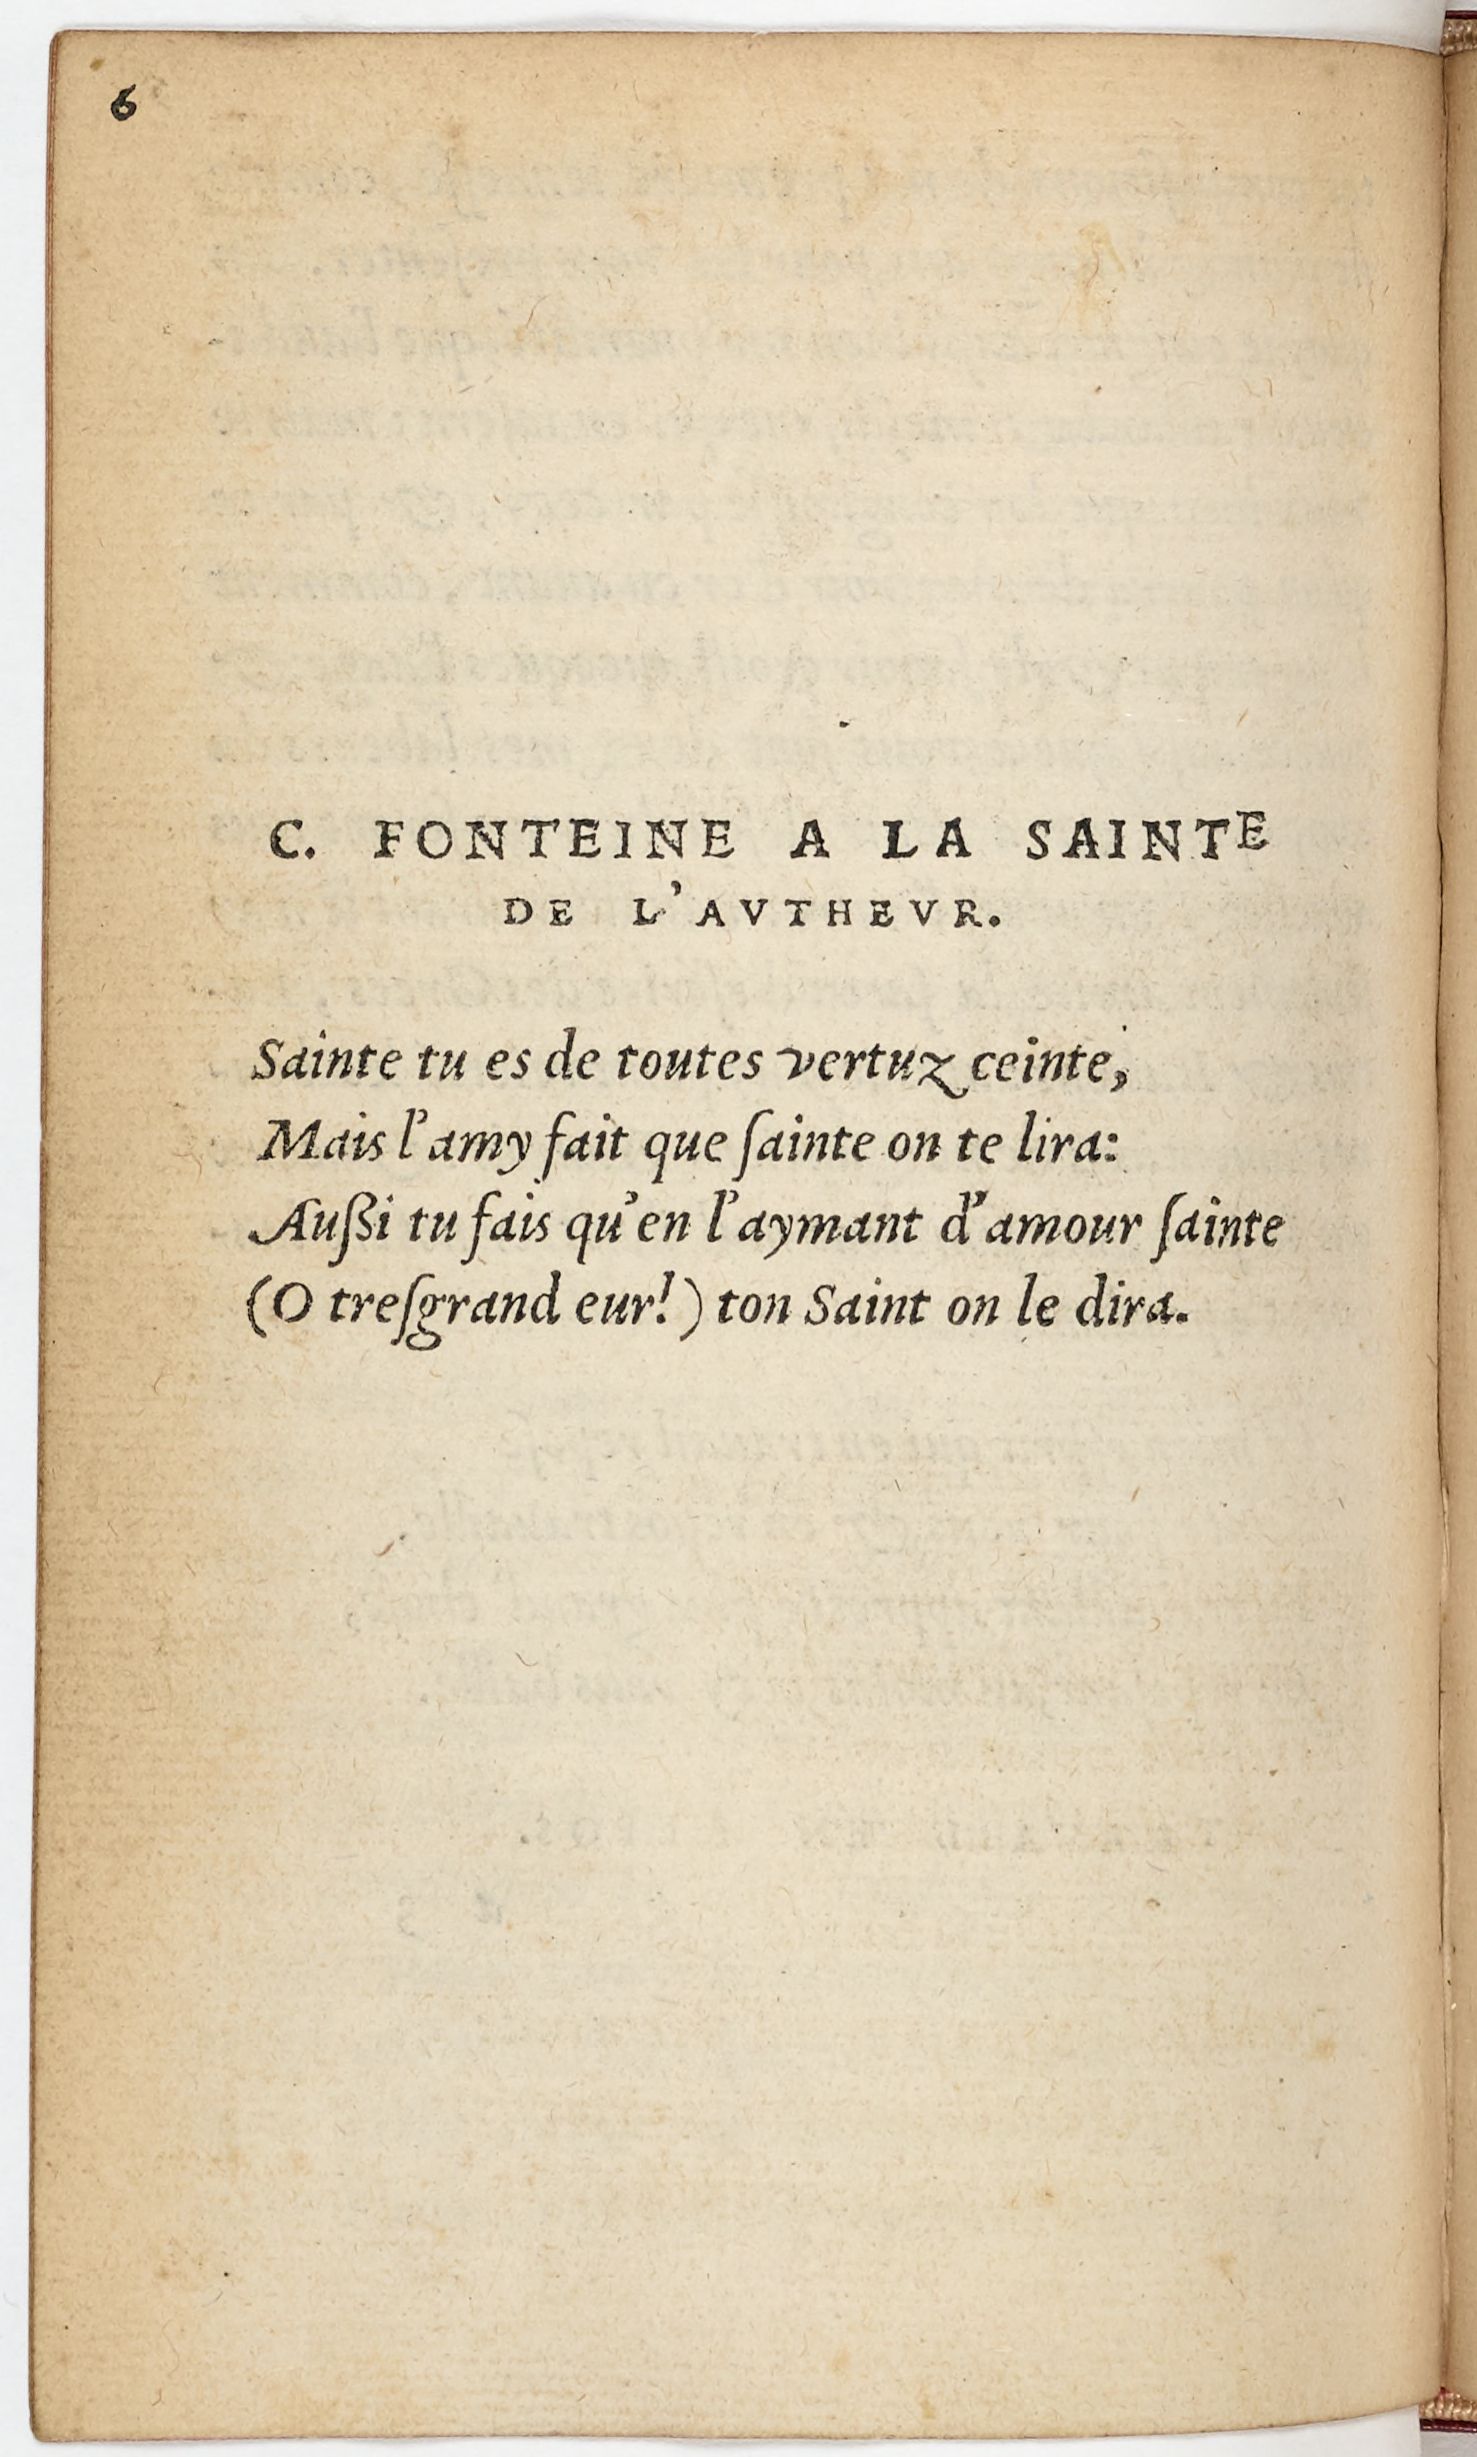 6
C. FONTEINE A LA SAINTE
DE L'AVTHEVR.
Sainte tu es de toutes vertuz ceinte,
Mais l'amy fait que ſainte on te lira:
Außi tu fais qu'en l'aymant d'amour ſainte
(O treſgrand eur!) ton Saint on le dira.